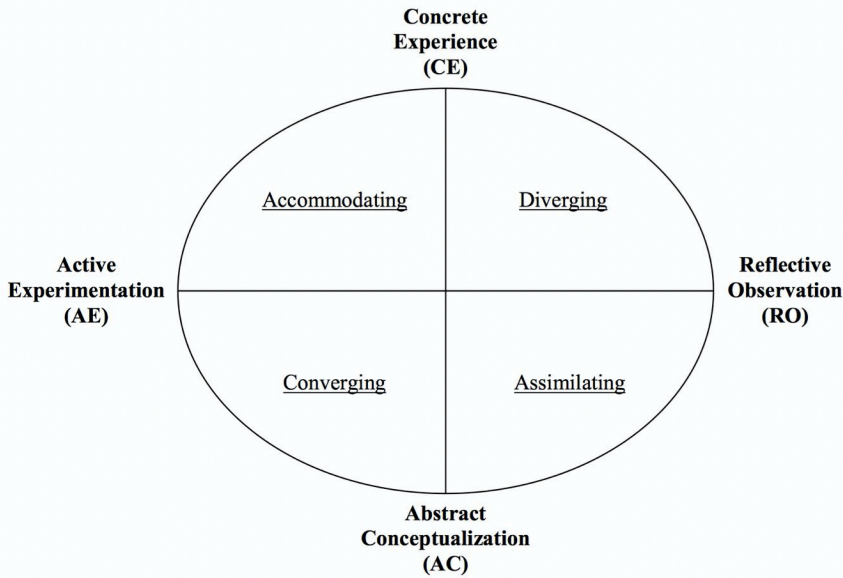 Concrete
Experience
(CE)
Accommodating
Diverging
Active
Experimentation
(AE)
Reflective
Observation
(RO)
Converging
Assimilating
Abstract
Conceptualization
(AC)